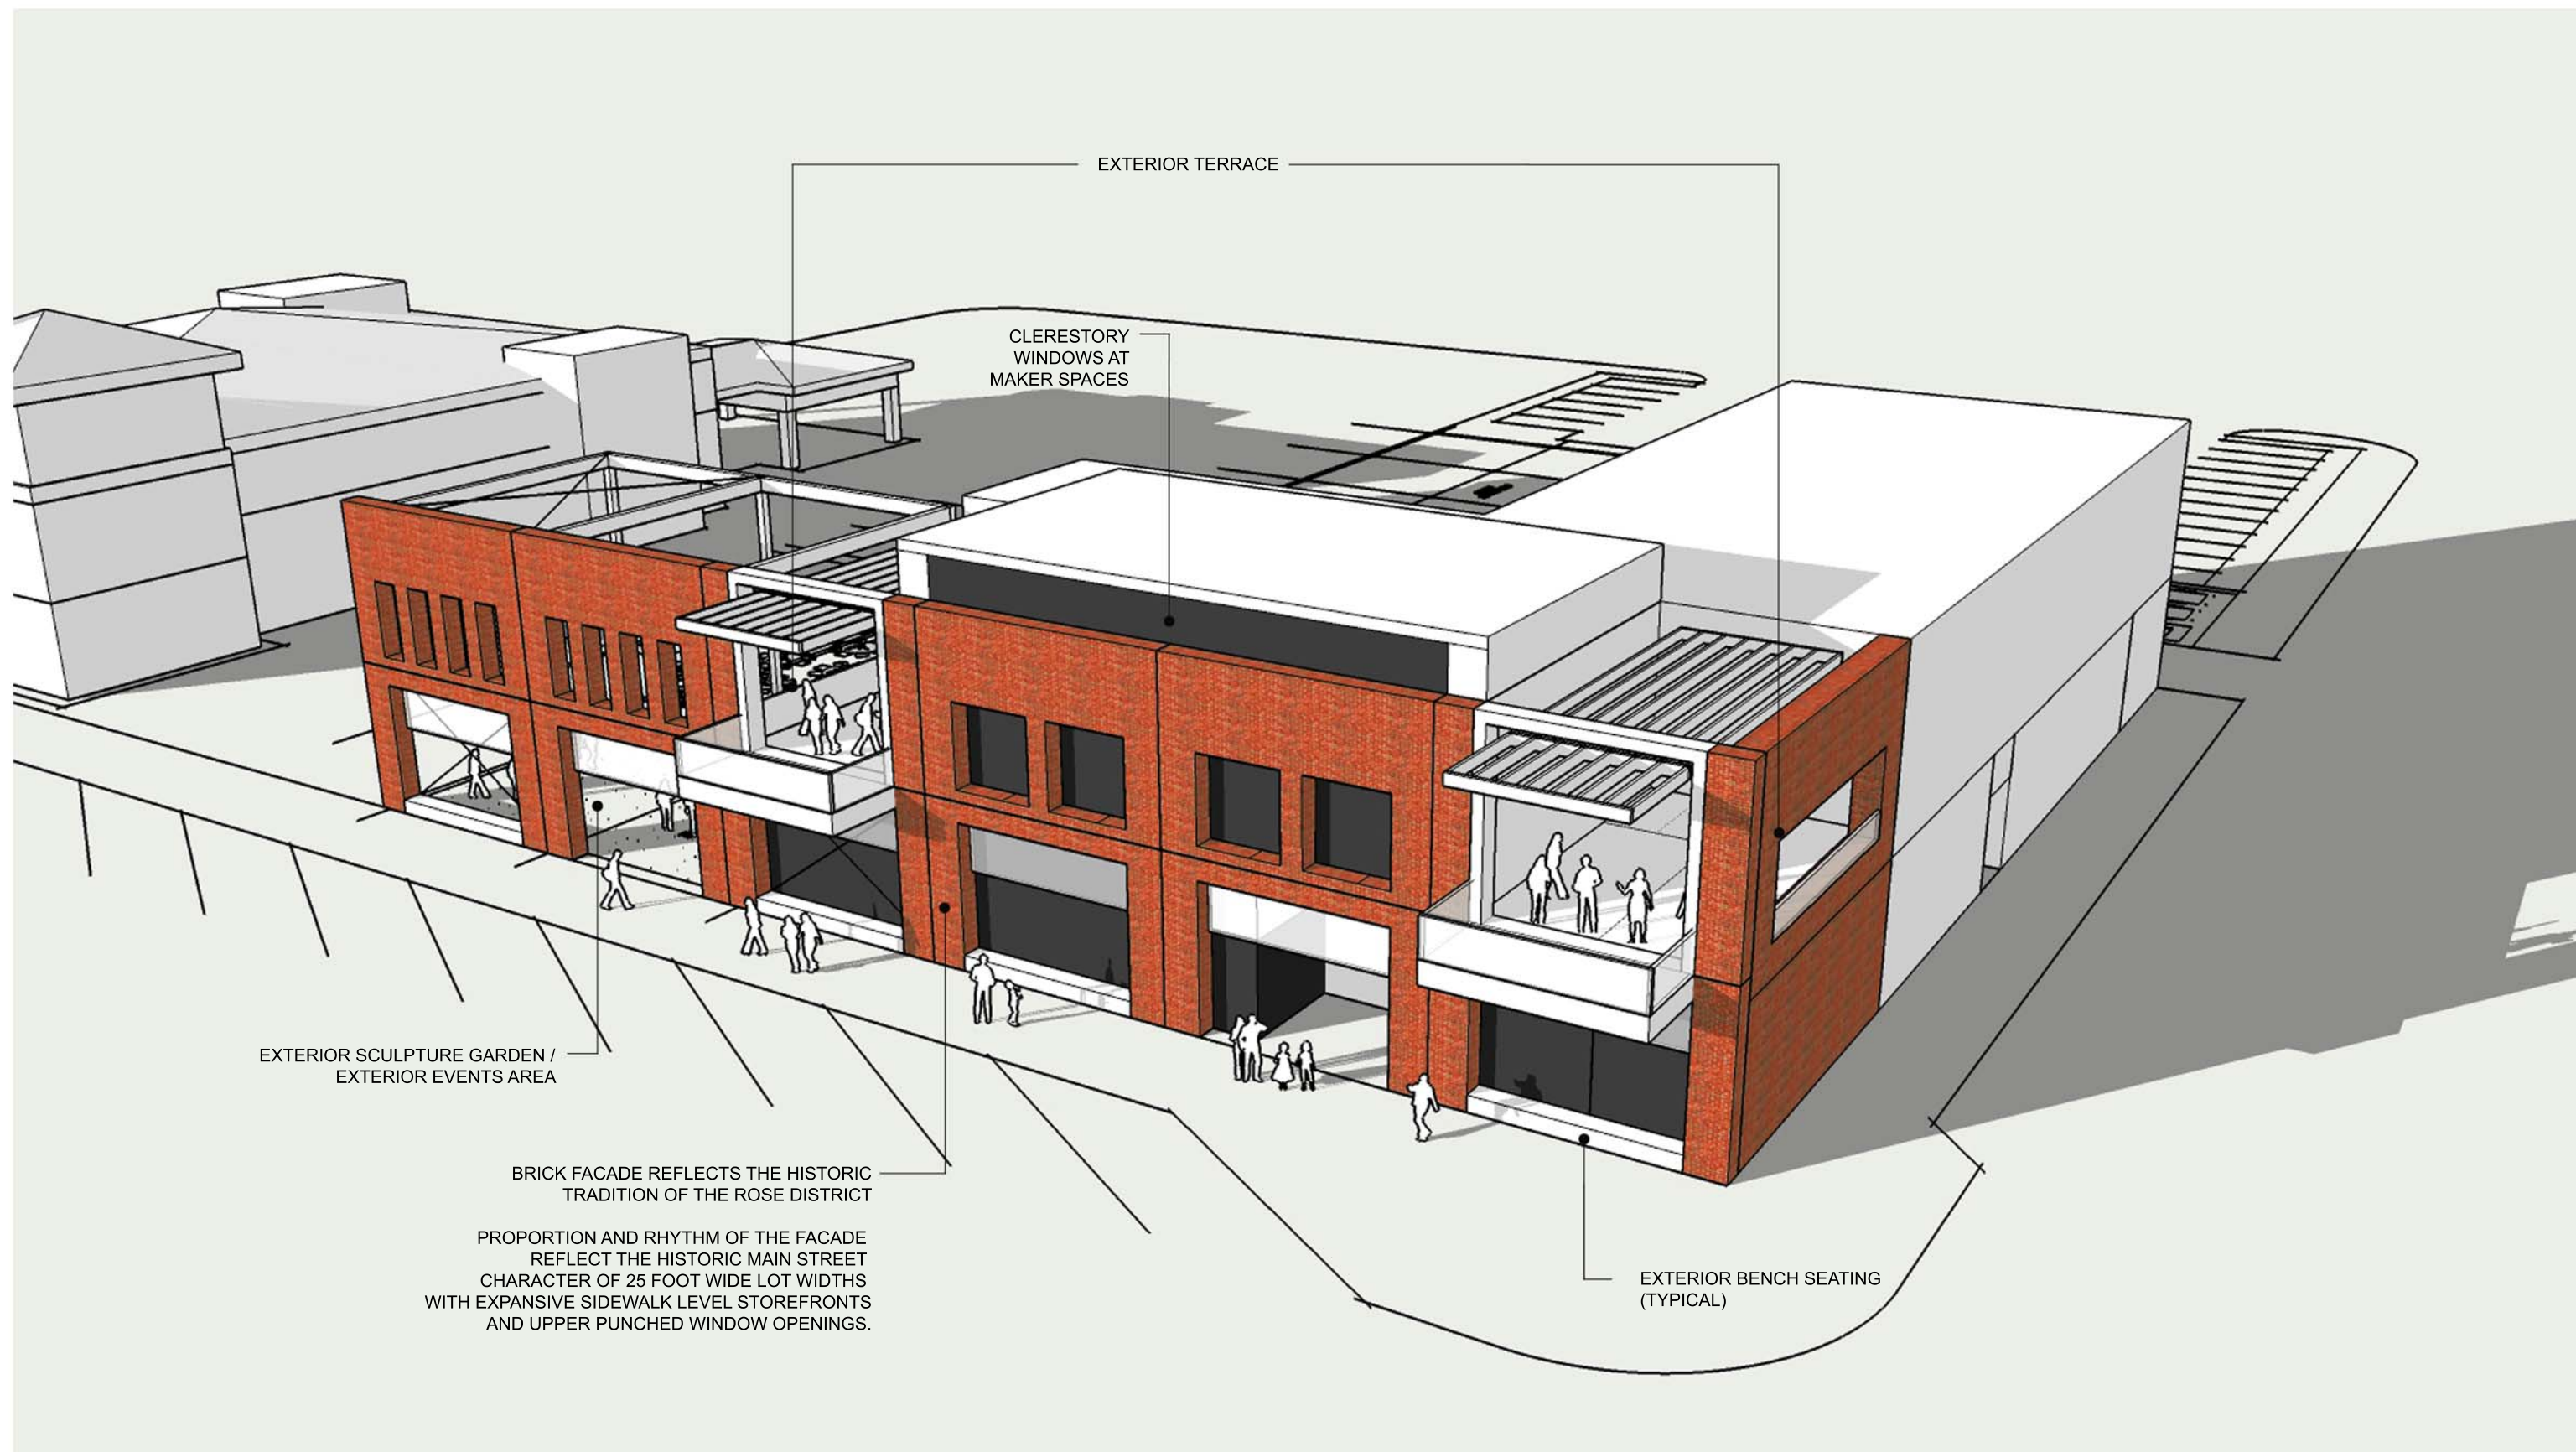 EXTERIOR TERRACE
CLERESTORY
WINDOWS AT
MAKER SPACES
EXTERIOR SCULPTURE GARDEN /
EXTERIOR EVENTS AREA
BRICK FACADE REFLECTS THE HISTORIC
TRADITION OF THE ROSE DISTRICT
PROPORTION AND RHYTHM OF THE FACADE
REFLECT THE HISTORIC MAIN STREET
CHARACTER OF 25 FOOT WIDE LOT WIDTHS
WITH EXPANSIVE SIDEWALK LEVEL STOREFRONTS
AND UPPER PUNCHED WINDOW OPENINGS.
EXTERIOR BENCH SEATING
(TYPICAL)